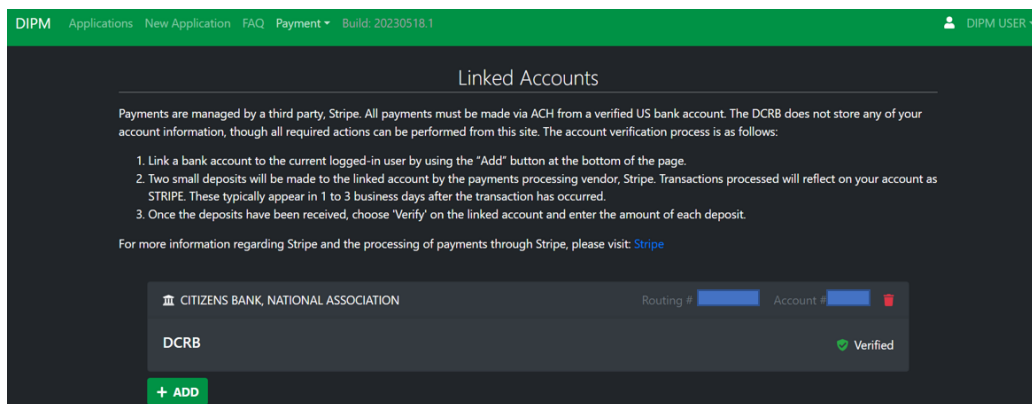 DIPM Applications New Application FAQ Payment Build: 20230518.1 DIPM USER
Linked Accounts
Payments are managed by a third party, Stripe. All payments must be made via ACH from a verified US bank account. The DCRB does not store any of your
account information, though all required actions can be performed from this site. The account verification process is as follows:
1. Link a bank account to the current logged-in user by using the “Add” button at the bottom of the page.
2. Two small deposits will be made to the linked account by the payments processing vendor, Stripe. Transactions processed will reflect on your account as
STRIPE. These typically appear in 1 to 3 business days after the transaction has occurred.
3. Once the deposits have been received, choose 'Verify' on the linked account and enter the amount of each deposit.
For more information regarding Stripe and the processing of payments through Stripe, please visit: Stripe
CITIZENS BANK, NATIONAL ASSOCIATION Routing # Account #
DCRB Verified
+ ADD